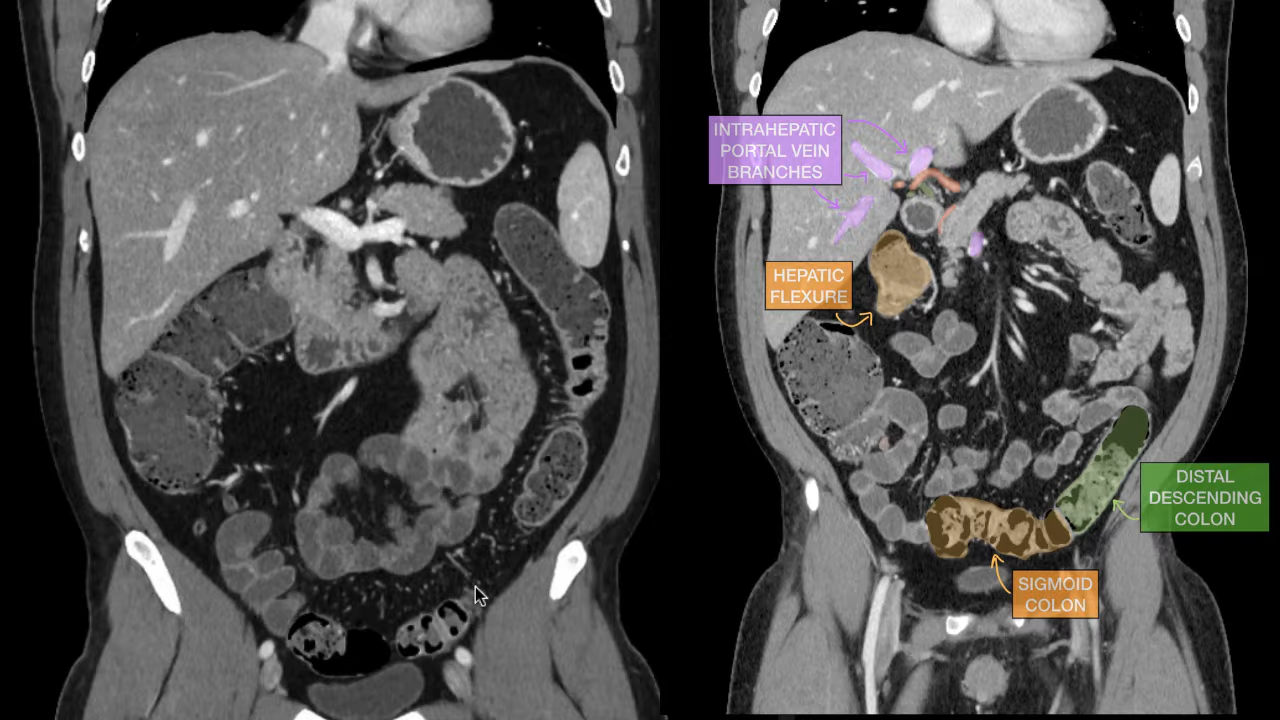 INTRAHEPATIC
PORTAL VEIN
BRANCHES
HEPATIC
FLEXURE
DISTAL
DESCENDING
COLON
SIGMOID
COLON